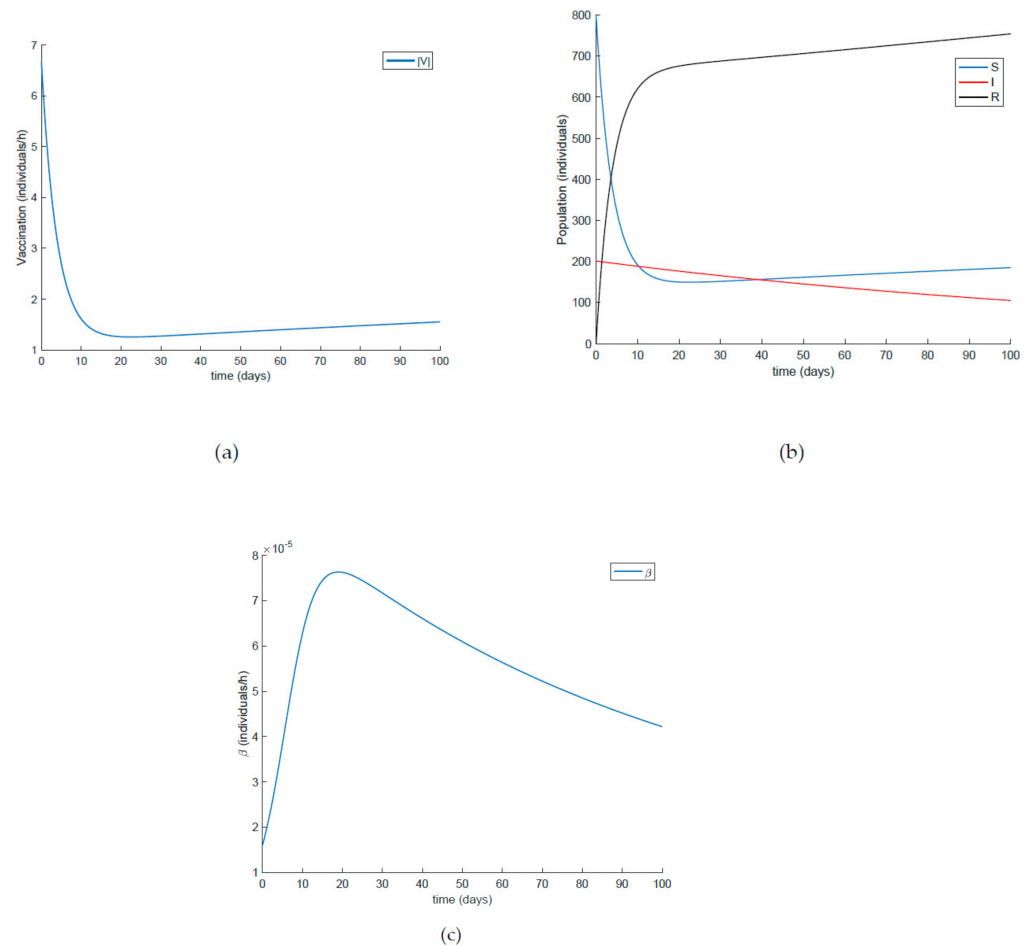 7
6
5
4
3
2
1
Vaccination (individuals/h)
|V|
0 10 20 30 40 50 60 70 80 90 100
time (days)
(a)
800
700
600
500
400
300
200
100
0
Population (individuals)
S
I
R
0 10 20 30 40 50 60 70 80 90 100
time (days)
(b)
×10⁻⁵
8
7
6
5
4
3
2
1
β (individuals/h)
β
0 10 20 30 40 50 60 70 80 90 100
time (days)
(c)